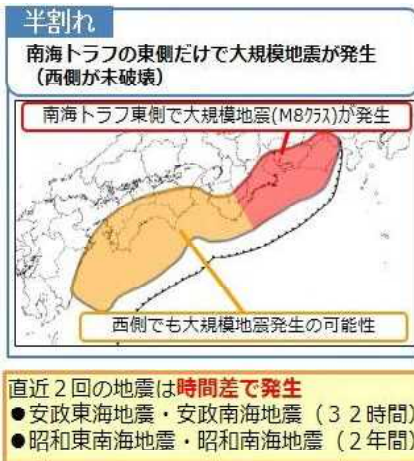 半割れ
南海トラフの東側だけで大規模地震が発生
（西側が未破壊）
南海トラフ東側で大規模地震(M8クラス)が発生
西側でも大規模地震発生の可能性
直近２回の地震は時間差で発生
●安政東海地震・安政南海地震（３２時間）
●昭和東南海地震・昭和南海地震（２年間）